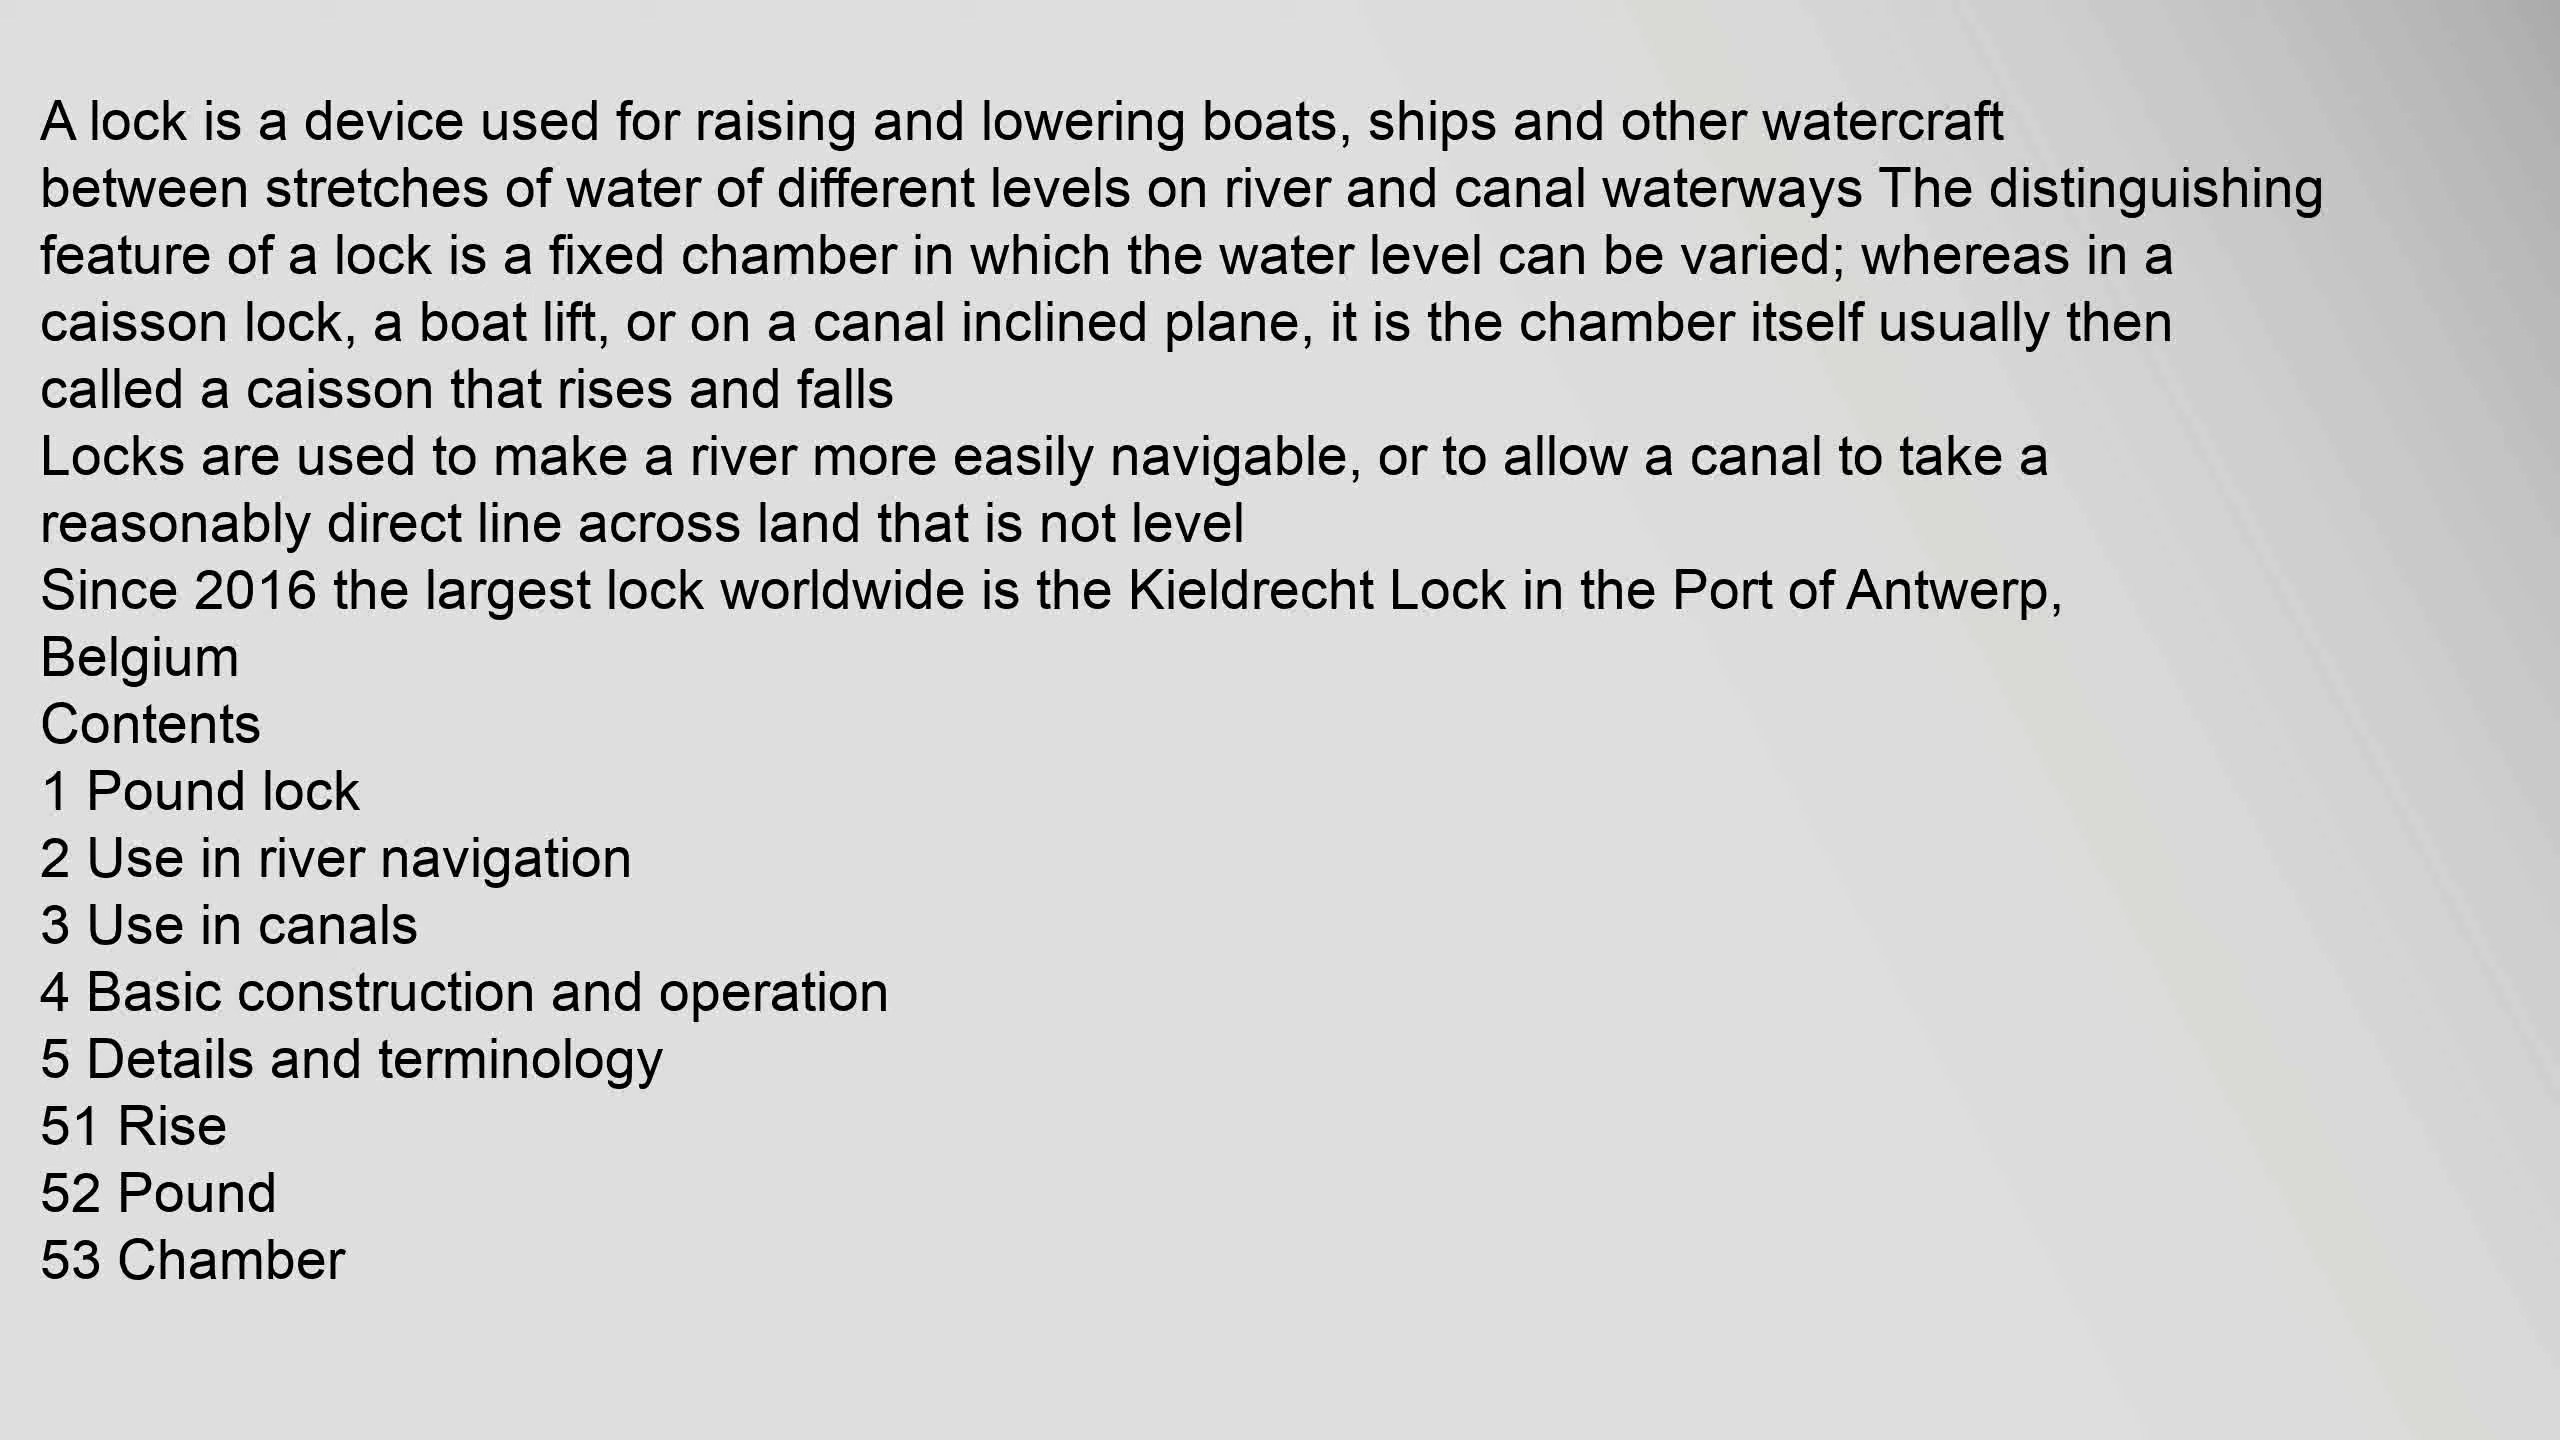 A lock is a device used for raising and lowering boats, ships and other watercraft
between stretches of water of different levels on river and canal waterways The distinguishing
feature of a lock is a fixed chamber in which the water level can be varied; whereas in a
caisson lock, a boat lift, or on a canal inclined plane, it is the chamber itself usually then
called a caisson that rises and falls
Locks are used to make a river more easily navigable, or to allow a canal to take a
reasonably direct line across land that is not level
Since 2016 the largest lock worldwide is the Kieldrecht Lock in the Port of Antwerp,
Belgium
Contents
1 Pound lock
2 Use in river navigation
3 Use in canals
4 Basic construction and operation
5 Details and terminology
51 Rise
52 Pound
53 Chamber